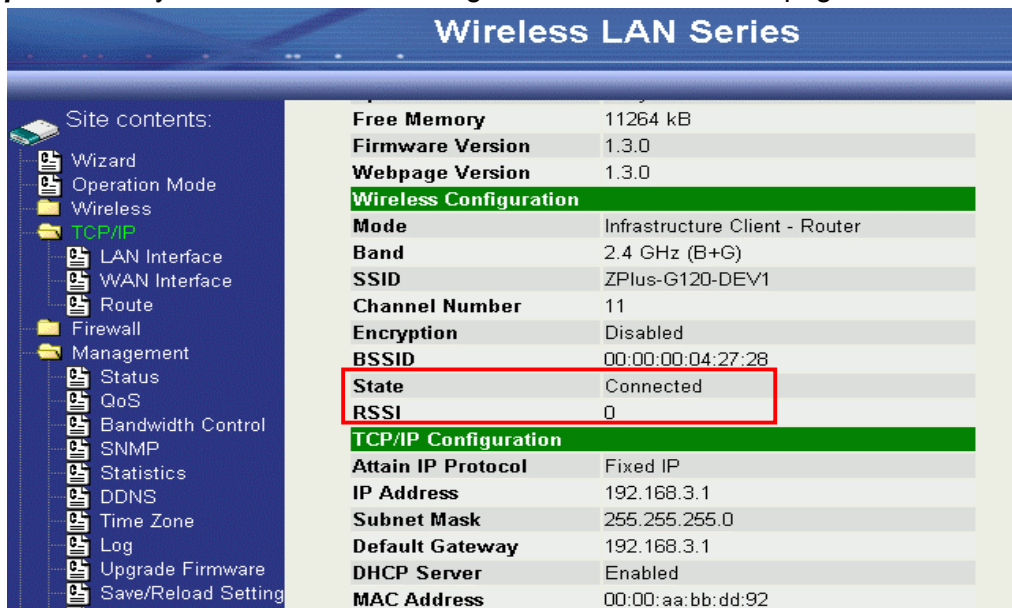 Wireless LAN Series
Site contents:
Wizard
Operation Mode
Wireless
TCP/IP
LAN Interface
WAN Interface
Route
Firewall
Management
Status
QoS
Bandwidth Control
SNMP
Statistics
DDNS
Time Zone
Log
Upgrade Firmware
Save/Reload Setting
Free Memory 11264 kB
Firmware Version 1.3.0
Webpage Version 1.3.0
Wireless Configuration
Mode Infrastructure Client - Router
Band 2.4 GHz (B+G)
SSID ZPlus-G120-DEV1
Channel Number 11
Encryption Disabled
BSSID 00:00:00:04:27:28
State Connected
RSSI 0
TCP/IP Configuration
Attain IP Protocol Fixed IP
IP Address 192.168.3.1
Subnet Mask 255.255.255.0
Default Gateway 192.168.3.1
DHCP Server Enabled
MAC Address 00:00:aa:bb:dd:92